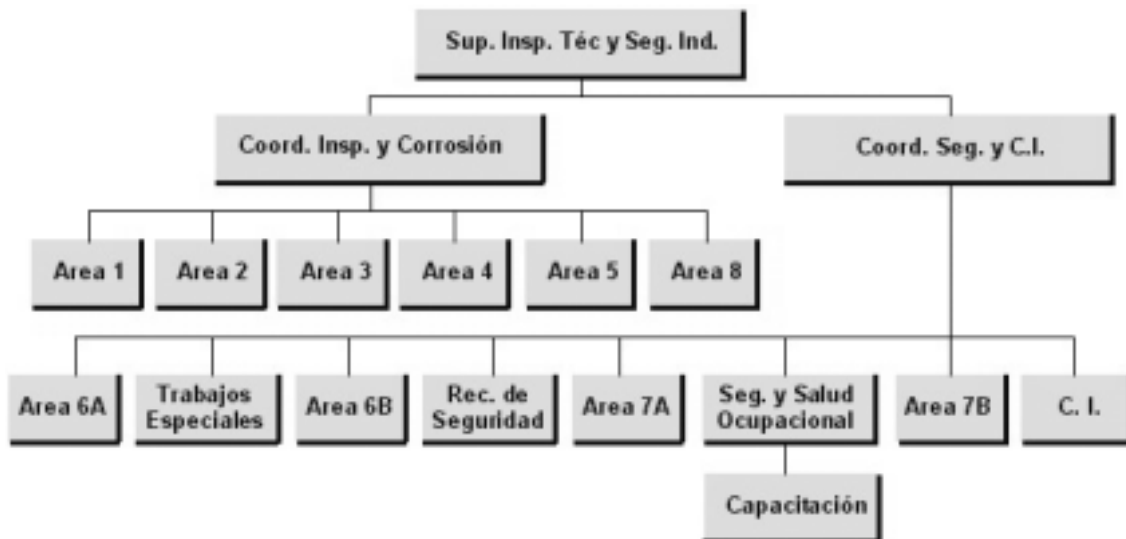 Sup. Insp. Téc y Seg. Ind.
Coord. Insp. y Corrosión
Coord. Seg. y C.I.
Area 1
Area 2
Area 3
Area 4
Area 5
Area 8
Area 6A
Trabajos
Especiales
Area 6B
Rec. de
Seguridad
Area 7A
Seg. y Salud
Ocupacional
Area 7B
C. I.
Capacitación